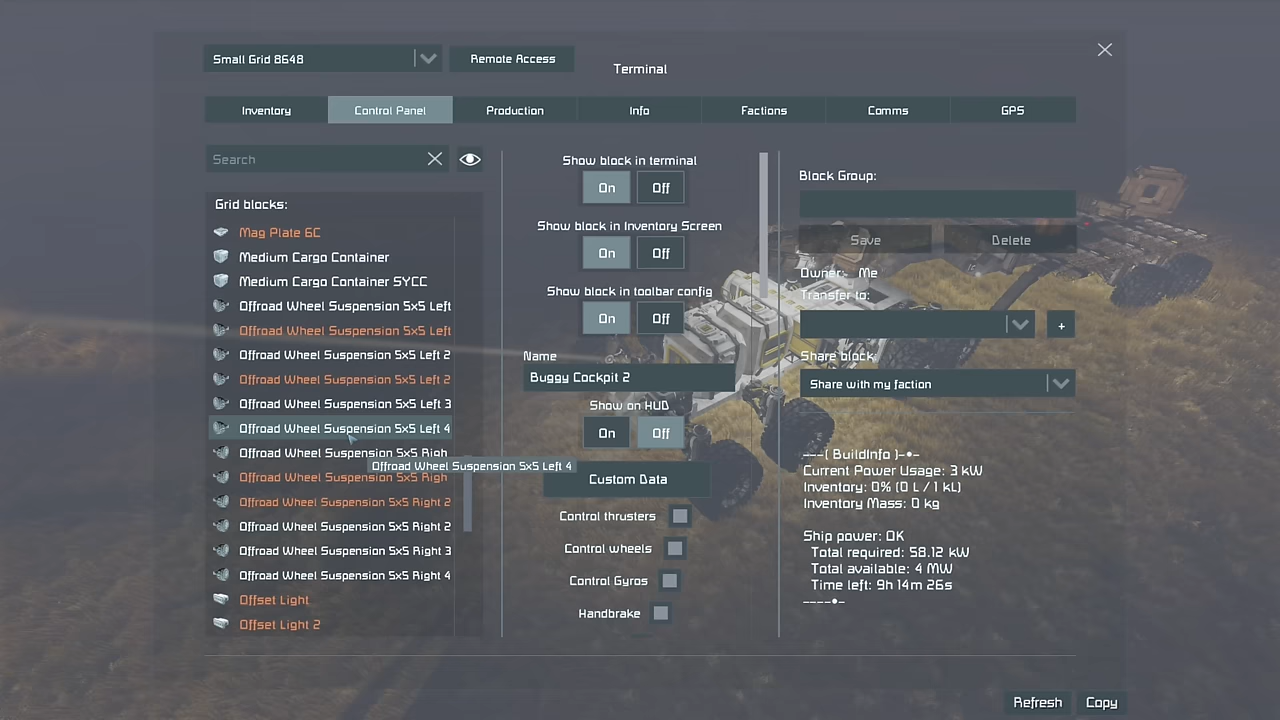 Small Grid 8648
Remote Access
Terminal
Inventory
Control Panel
Production
Info
Factions
Comms
GPS
Search
Grid blocks:
Mag Plate 6C
Medium Cargo Container
Medium Cargo Container SYCC
Offroad Wheel Suspension 5x5 Left
Offroad Wheel Suspension 5x5 Left
Offroad Wheel Suspension 5x5 Left 2
Offroad Wheel Suspension 5x5 Left 2
Offroad Wheel Suspension 5x5 Left 3
Offroad Wheel Suspension 5x5 Left 4
Offroad Wheel Suspension 5x5 Righ
Offroad Wheel Suspension 5x5 Left 4
Offroad Wheel Suspension 5x5 Righ
Offroad Wheel Suspension 5x5 Right 2
Offroad Wheel Suspension 5x5 Right 2
Offroad Wheel Suspension 5x5 Right 3
Offroad Wheel Suspension 5x5 Right 4
Offset Light
Offset Light 2
Show block in terminal
On Off
Show block in Inventory Screen
On Off
Show block in toolbar config
On Off
Name
Buggy Cockpit 2
Show on HUD
On Off
Custom Data
Control thrusters
Control wheels
Control Gyros
Handbrake
Block Group:
Save
Delete
Owner: Me
Transfer to:
+
Share block:
Share with my faction
---{ BuildInfo }-•-
Current Power Usage: 3 kW
Inventory: 0% (0 L / 1 kL)
Inventory Mass: 0 kg
Ship power: OK
Total required: 58.12 kW
Total available: 4 MW
Time left: 9h 14m 26s
----•-
Refresh
Copy